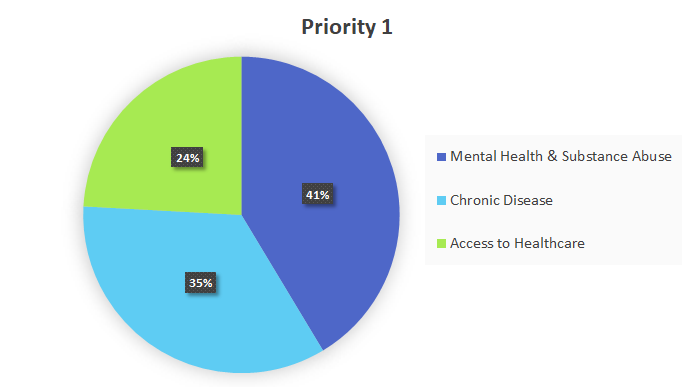 Priority 1
24%
41%
35%
Mental Health & Substance Abuse
Chronic Disease
Access to Healthcare